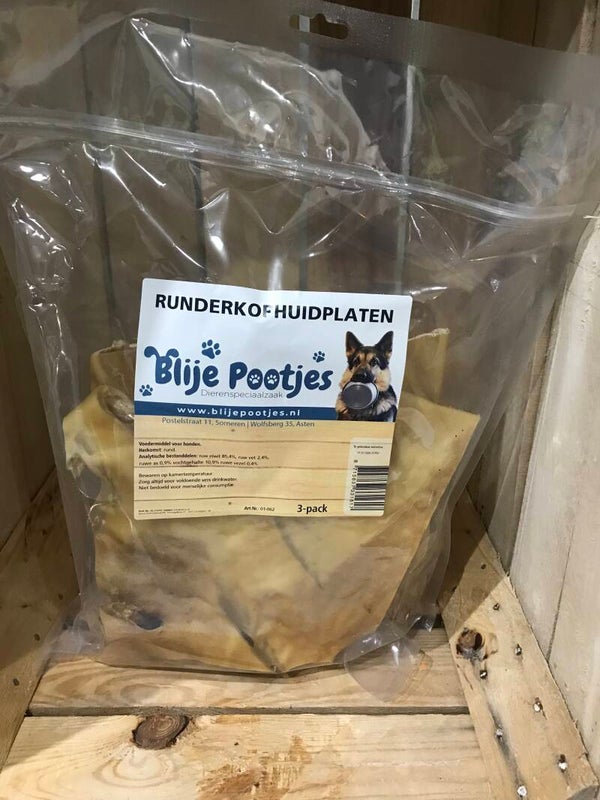 RUNDERKOPHUIDPLATEN
Blije Pootjes
Dierenspeciaalzaak
www.blijepootjes.nl
Postelstraat 11, Someren | Wolfsberg 35, Asten
Voedermiddel voor honden.
Herkomst: rund.
Analytische bestanddelen: ruw eiwit 85,4%, ruw vet 2,4%,
ruwe as 0,9% vochtgehalte 10,9% ruwe vezel 0,4%
Bewaren op kamertemperatuur
Zorg altijd voor voldoende vers drinkwater.
Niet bedoeld voor menselijke consumptie
Art Nr.: 01-062
3-pack